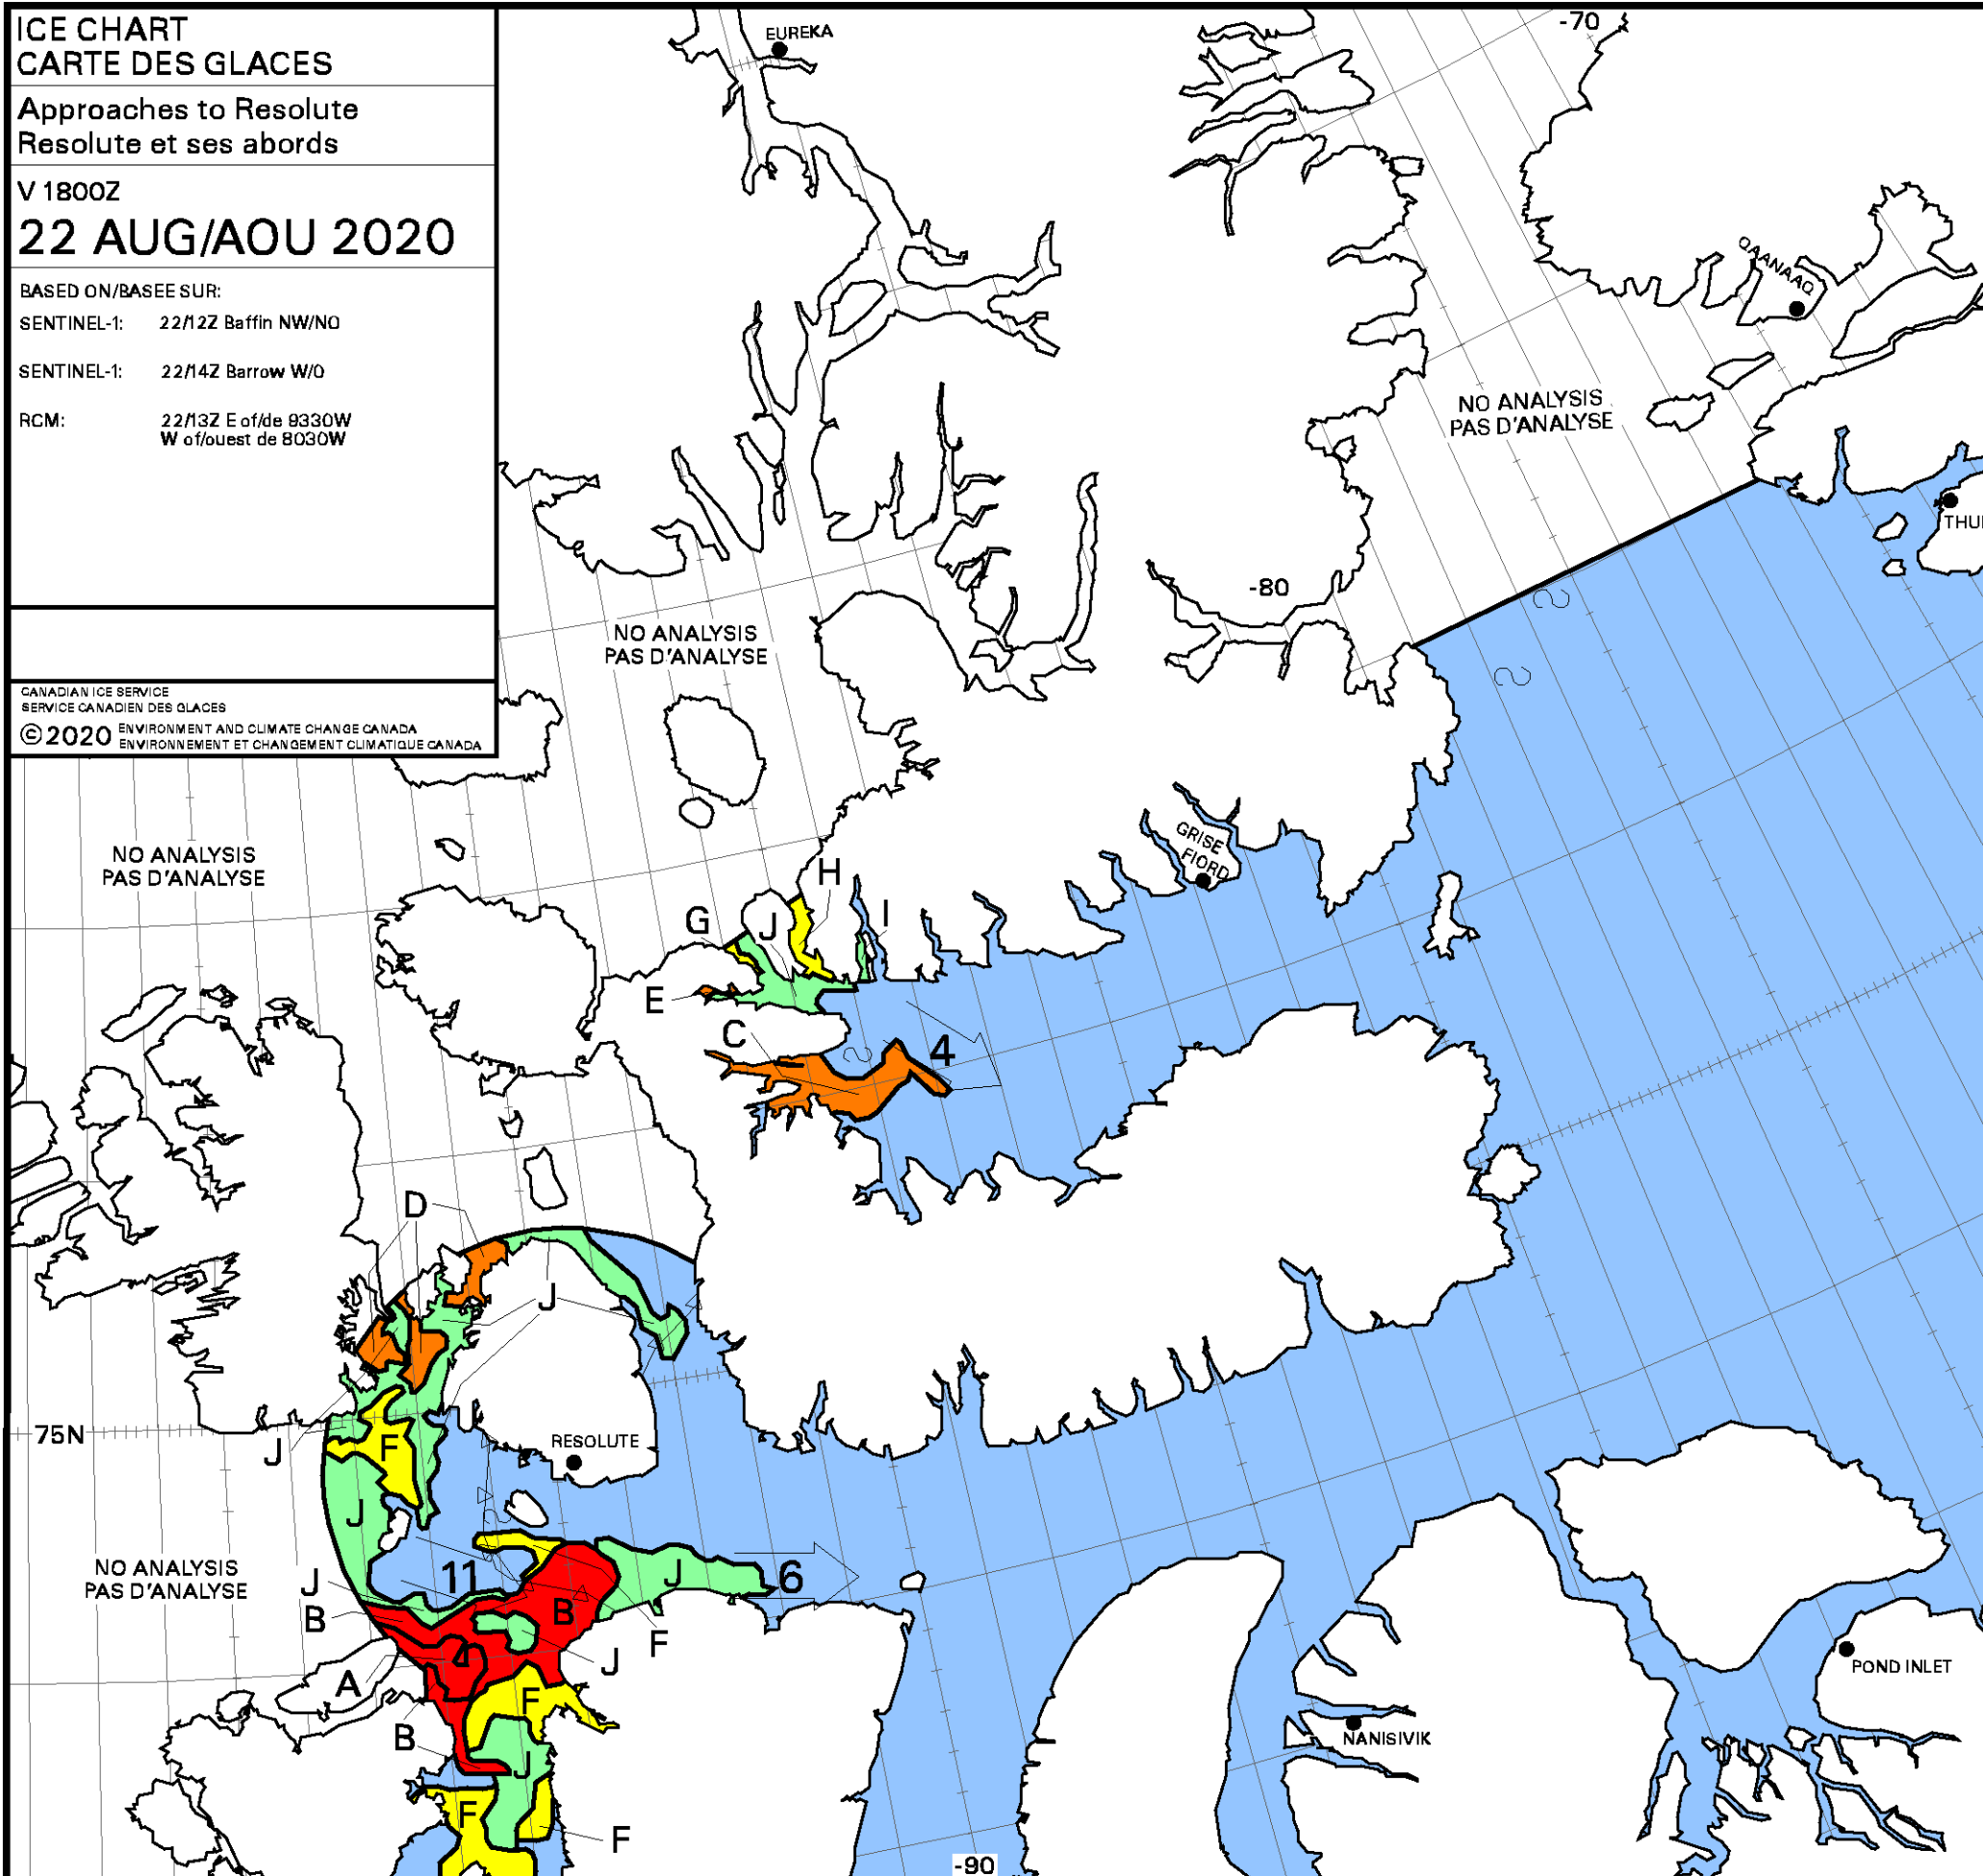 ICE CHART
CARTE DES GLACES
Approaches to Resolute
Resolute et ses abords
V 1800Z
22 AUG/AOU 2020
BASED ON/BASEE SUR:
SENTINEL-1: 22/12Z Baffin NW/NO
SENTINEL-1: 22/14Z Barrow W/O
RCM: 22/13Z E of/de 9330W
W of/ouest de 8030W
CANADIAN ICE SERVICE
SERVICE CANADIEN DES GLACES
© 2020 ENVIRONMENT AND CLIMATE CHANGE CANADA
ENVIRONNEMENT ET CHANGEMENT CLIMATIQUE CANADA
EUREKA
-70
QAANAAQ
NO ANALYSIS
PAS D'ANALYSE
THU
-80
NO ANALYSIS
PAS D'ANALYSE
GRISE
FIORD
NO ANALYSIS
PAS D'ANALYSE
H
G
J
I
E
C
4
D
J
75N
F
J
RESOLUTE
J
NO ANALYSIS
PAS D'ANALYSE
11
J
6
J
B
B
F
J
4
A
F
B
J
F
F
POND INLET
NANISIVIK
-90